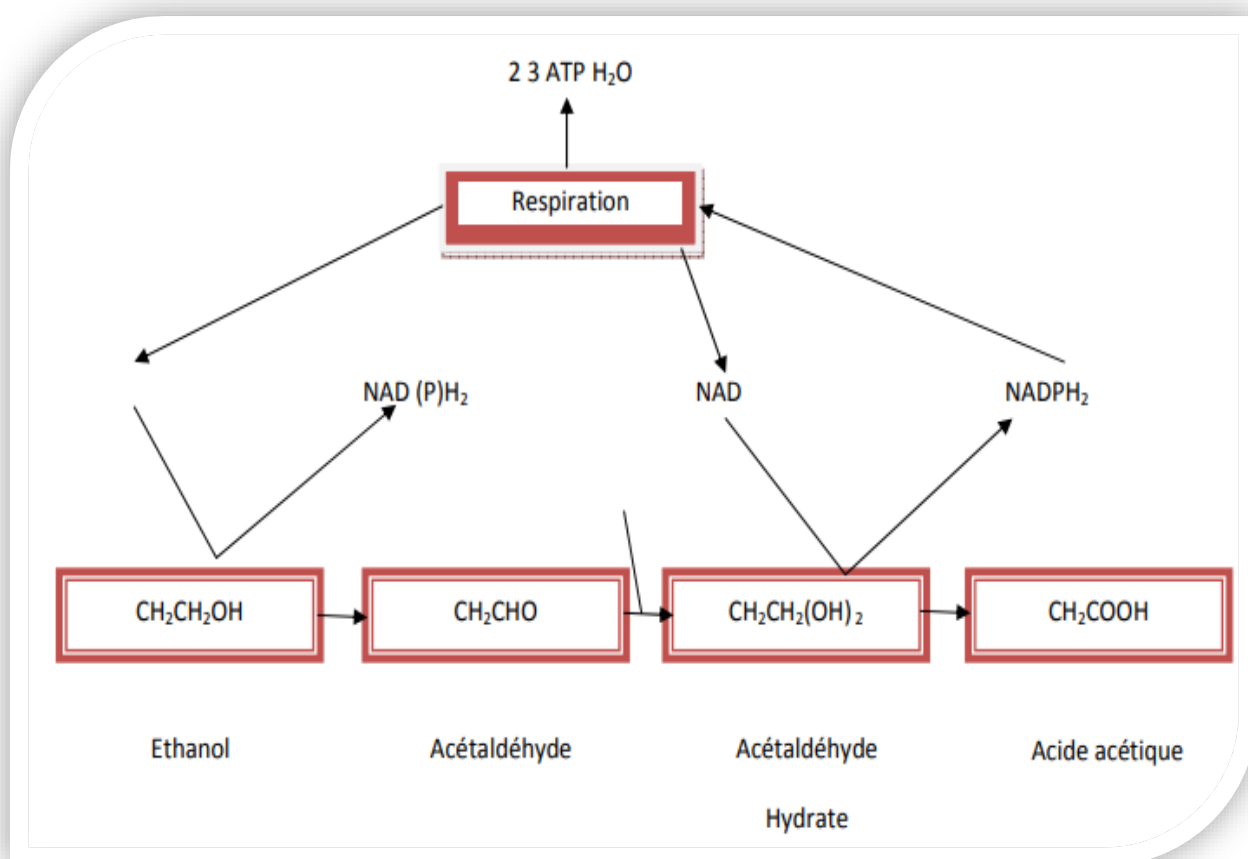 2 3 ATP H₂O
Respiration
NAD (P)H₂
NAD
NADPH₂
CH₂CH₂OH
CH₂CHO
CH₂CH₂(OH) ₂
CH₂COOH
Ethanol
Acétaldéhyde
Acétaldéhyde
Hydrate
Acide acétique